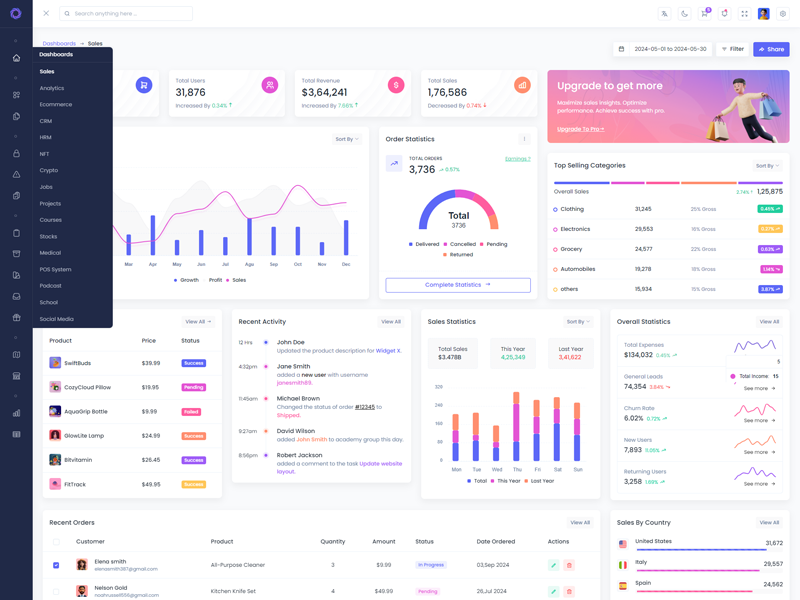 Search anything here ...
5
Dashboards → Sales
2024-05-01 to 2024-05-30
Filter
Share
Dashboards
Sales
Analytics
Ecommerce
CRM
HRM
NFT
Crypto
Jobs
Projects
Courses
Stocks
Medical
POS System
Podcast
School
Social Media
Total Users
31,876
Increased By 0.34% ↑
Total Revenue
$3,64,241
Increased By 7.66% ↑
Total Sales
1,76,586
Decreased By 0.74% ↓
Upgrade to get more
Maximize sales insights. Optimize
performance. Achieve success with pro.
Upgrade To Pro→
Sort By
Mar Apr May Jun Jul Agu Sep Oct Nov Dec
Growth Profit Sales
Order Statistics
TOTAL ORDERS
3,736 0.57%
Earnings ?
Total
3736
Delivered Cancelled Pending
Returned
Complete Statistics →
Top Selling Categories
Sort By
Overall Sales
2.74% ↑ 1,25,875
Clothing 31,245 25% Gross 0.45%
Electronics 29,553 16% Gross
Grocery 24,577 22% Gross 0.63%
Automobiles 19,278 18% Gross 1.14%
others 15,934 15% Gross 3.87%
View All →
Product Price Status
SwiftBuds $39.99 Success
CozyCloud Pillow $19.95 Pending
AquaGrip Bottle $9.99 Failed
GlowLite Lamp $24.99 Success
Bitvitamin $26.45 Success
FitTrack $49.95 Success
Recent Activity
View All
12 Hrs John Doe
Updated the product description for Widget X.
4:32pm Jane Smith
added a new user with username
janesmith89.
11:45am Michael Brown
Changed the status of order #12345 to
Shipped.
9:27am David Wilson
added John Smith to academy group this day.
8:56pm Robert Jackson
added a comment to the task Update website
layout.
Sales Statistics
Sort By
Total Sales
$3.478B
This Year
4,25,349
Last Year
3,41,622
328
240
160
80
0
Mon Tue Wed Thu Fri Sat Sun
Total This Year Last Year
Overall Statistics
View All
Total Expenses
$134,032 0.45%
5
General Leads
74,354 3.84%
Total Income: 15
See more →
Churn Rate
6.02% 0.72%
See more →
New Users
7,893 11.05%
See more →
Returning Users
3,258 1.69%
See more →
Recent Orders
View All
Customer Product Quantity Amount Status Date Ordered Actions
Elena smith
elenasmith387@gmail.com
All-Purpose Cleaner 3 $9.99 In Progress 03,Sep 2024
Nelson Gold
noahrussell556@gmail.com
Kitchen Knife Set 4 $49.99 Pending 26,Jul 2024
Sales By Country
View All
United States 31,672
Italy 29,557
Spain 24,562